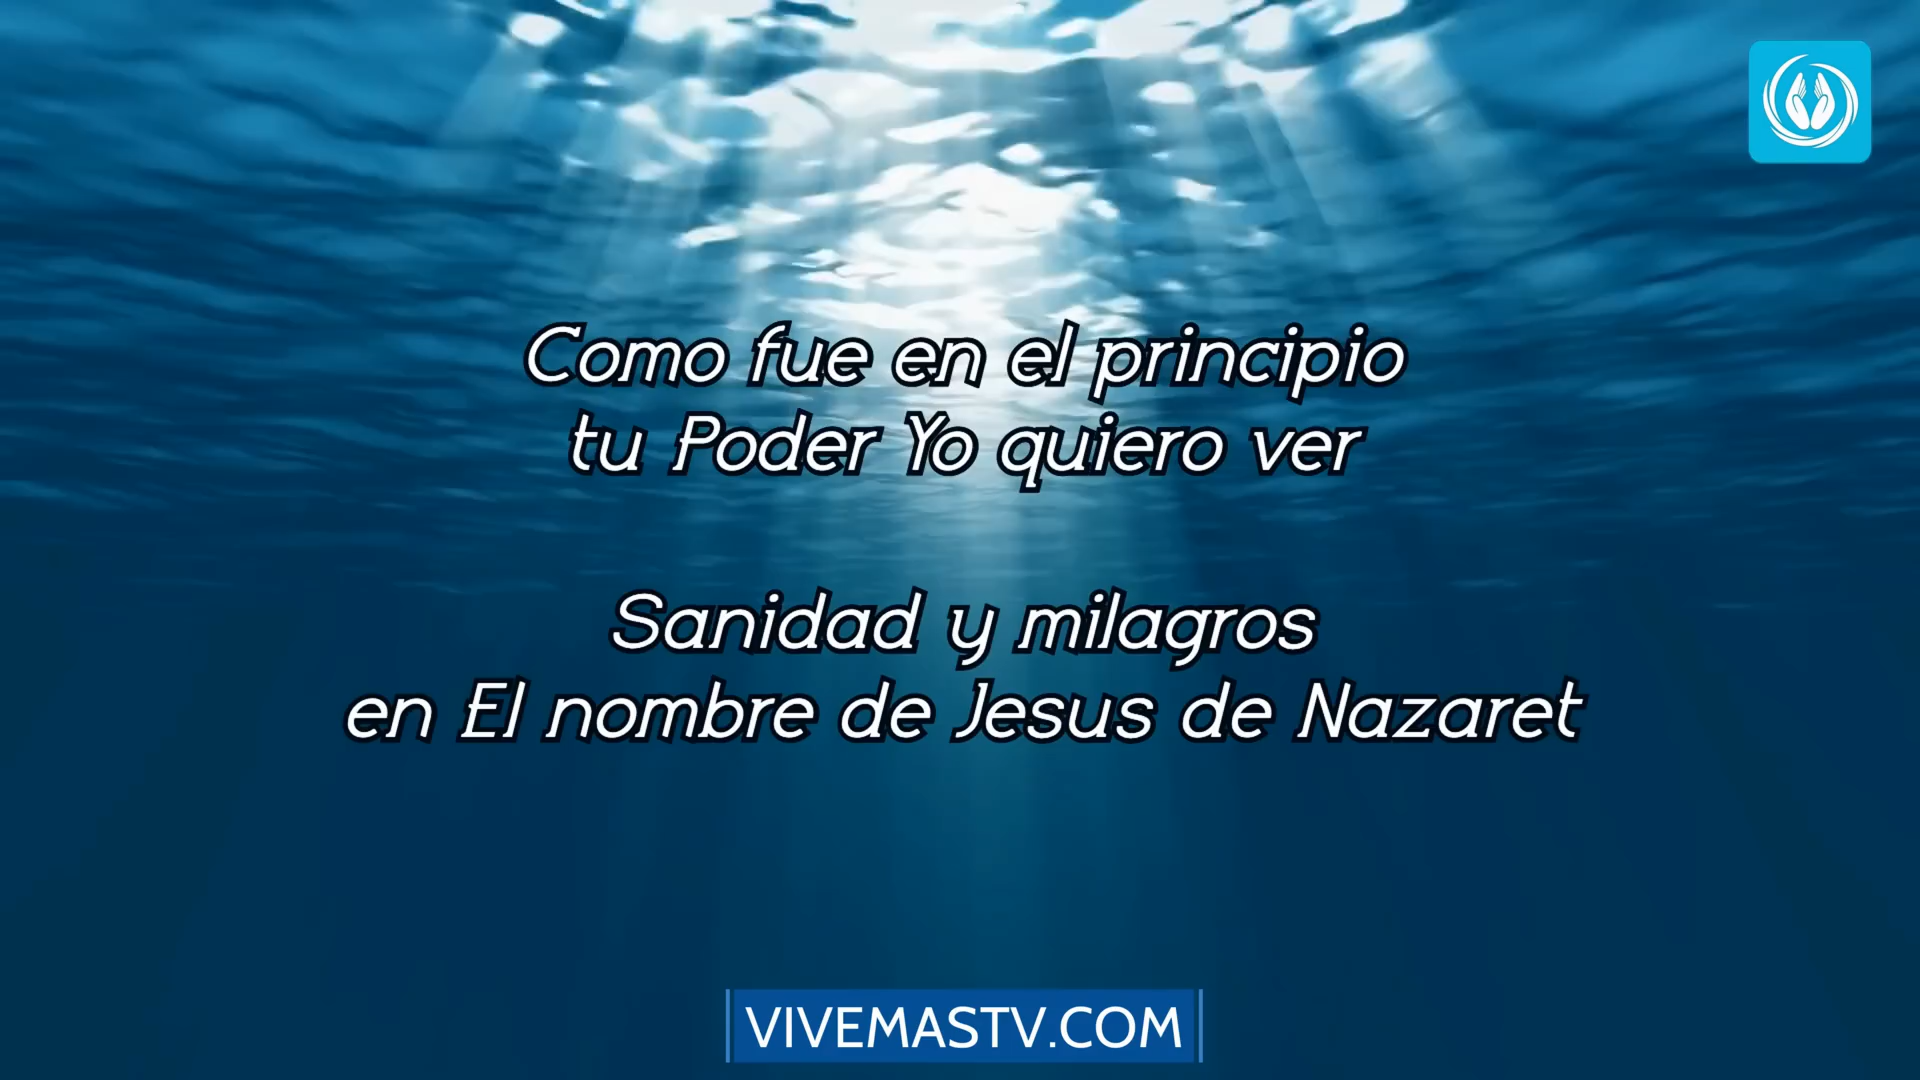 Como fue en el principio
tu Poder Yo quiero ver
Sanidad y milagros
en El nombre de Jesus de Nazaret
VIVEMASTV.COM